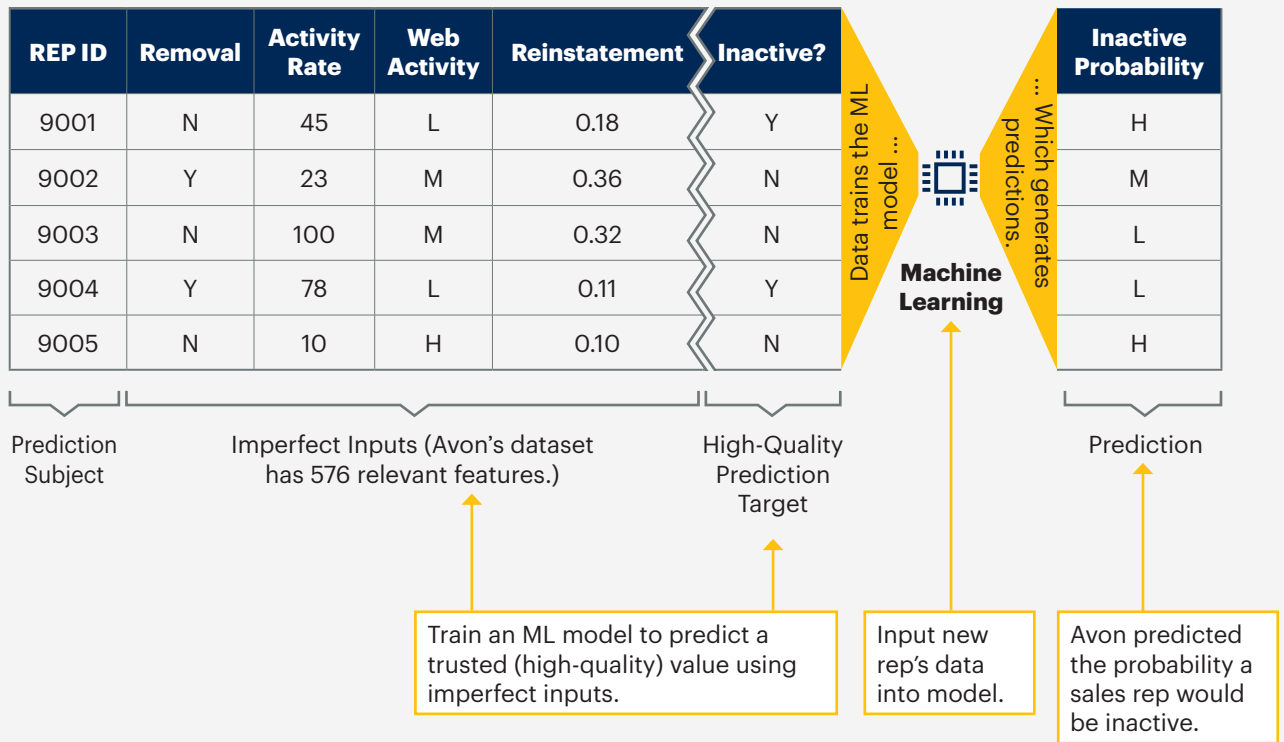 REP ID Removal Activity Rate Web Activity Reinstatement Inactive? Inactive Probability
9001 N 45 L 0.18 Y H
9002 Y 23 M 0.36 N M
9003 N 100 M 0.32 N L
9004 Y 78 L 0.11 Y L
9005 N 10 H 0.10 N H
Data trains the ML
model ...
... Which generates
predictions.
Machine
Learning
Prediction
Subject
Imperfect Inputs (Avon’s dataset
has 576 relevant features.)
High-Quality
Prediction
Target
Prediction
Train an ML model to predict a
trusted (high-quality) value using
imperfect inputs.
Input new
rep’s data
into model.
Avon predicted
the probability a
sales rep would
be inactive.